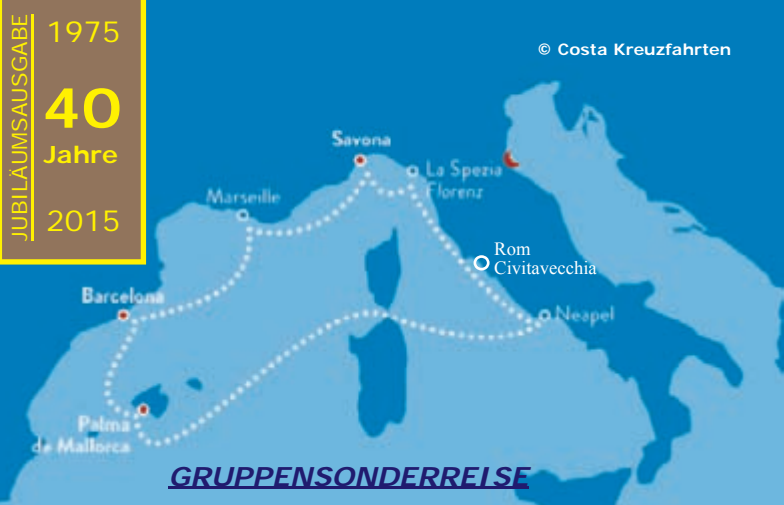 JUBILÄUMSAUSGABE
1975
40
Jahre
2015
© Costa Kreuzfahrten
Savona
La Spezia
Florenz
Marseille
Rom
Civitavecchia
Barcelona
Neapel
Palma
de Mallorca
GRUPPENSONDERREISE